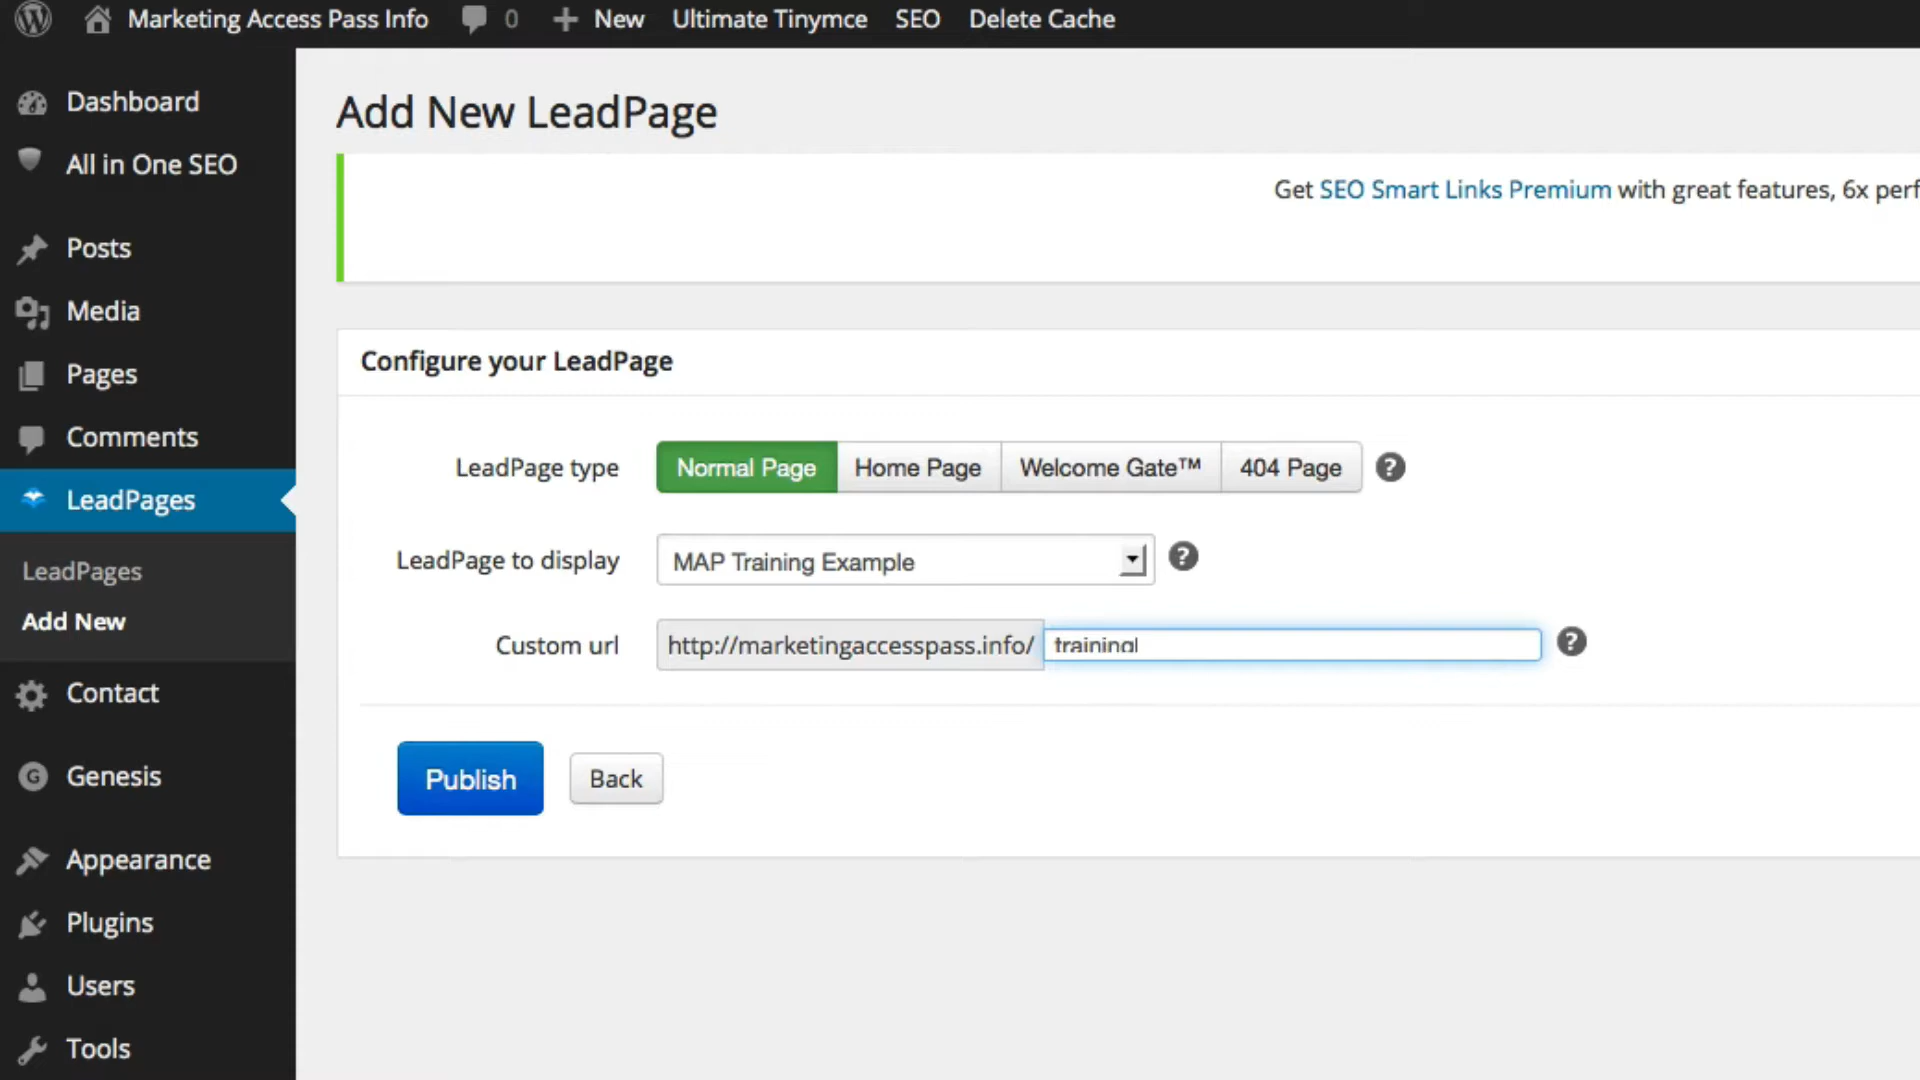 Marketing Access Pass Info 0 New Ultimate Tinymce SEO Delete Cache
Dashboard
All in One SEO
Posts
Media
Pages
Comments
LeadPages
LeadPages
Add New
Contact
Genesis
Appearance
Plugins
Users
Tools
Add New LeadPage
Get SEO Smart Links Premium with great features, 6x perf
Configure your LeadPage
LeadPage type Normal Page Home Page Welcome Gate™ 404 Page ?
LeadPage to display MAP Training Example ?
Custom url http://marketingaccesspass.info/ training ?
Publish Back